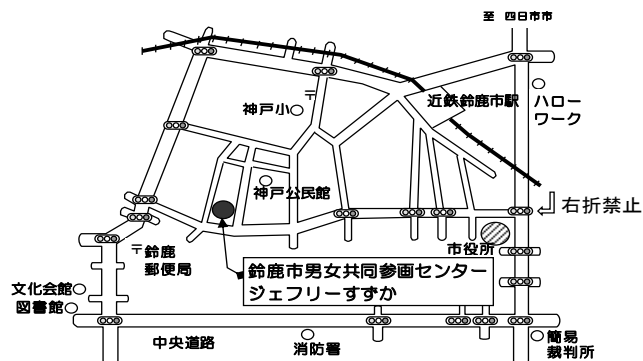 至 四日市市
近鉄鈴鹿市駅
ハロー
ワーク
〒
神戸小
神戸公民館
右折禁止
市役所
〒鈴鹿
郵便局
鈴鹿市男女共同参画センター
ジェフリーすずか
文化会館
図書館
中央道路
消防署
簡易
裁判所